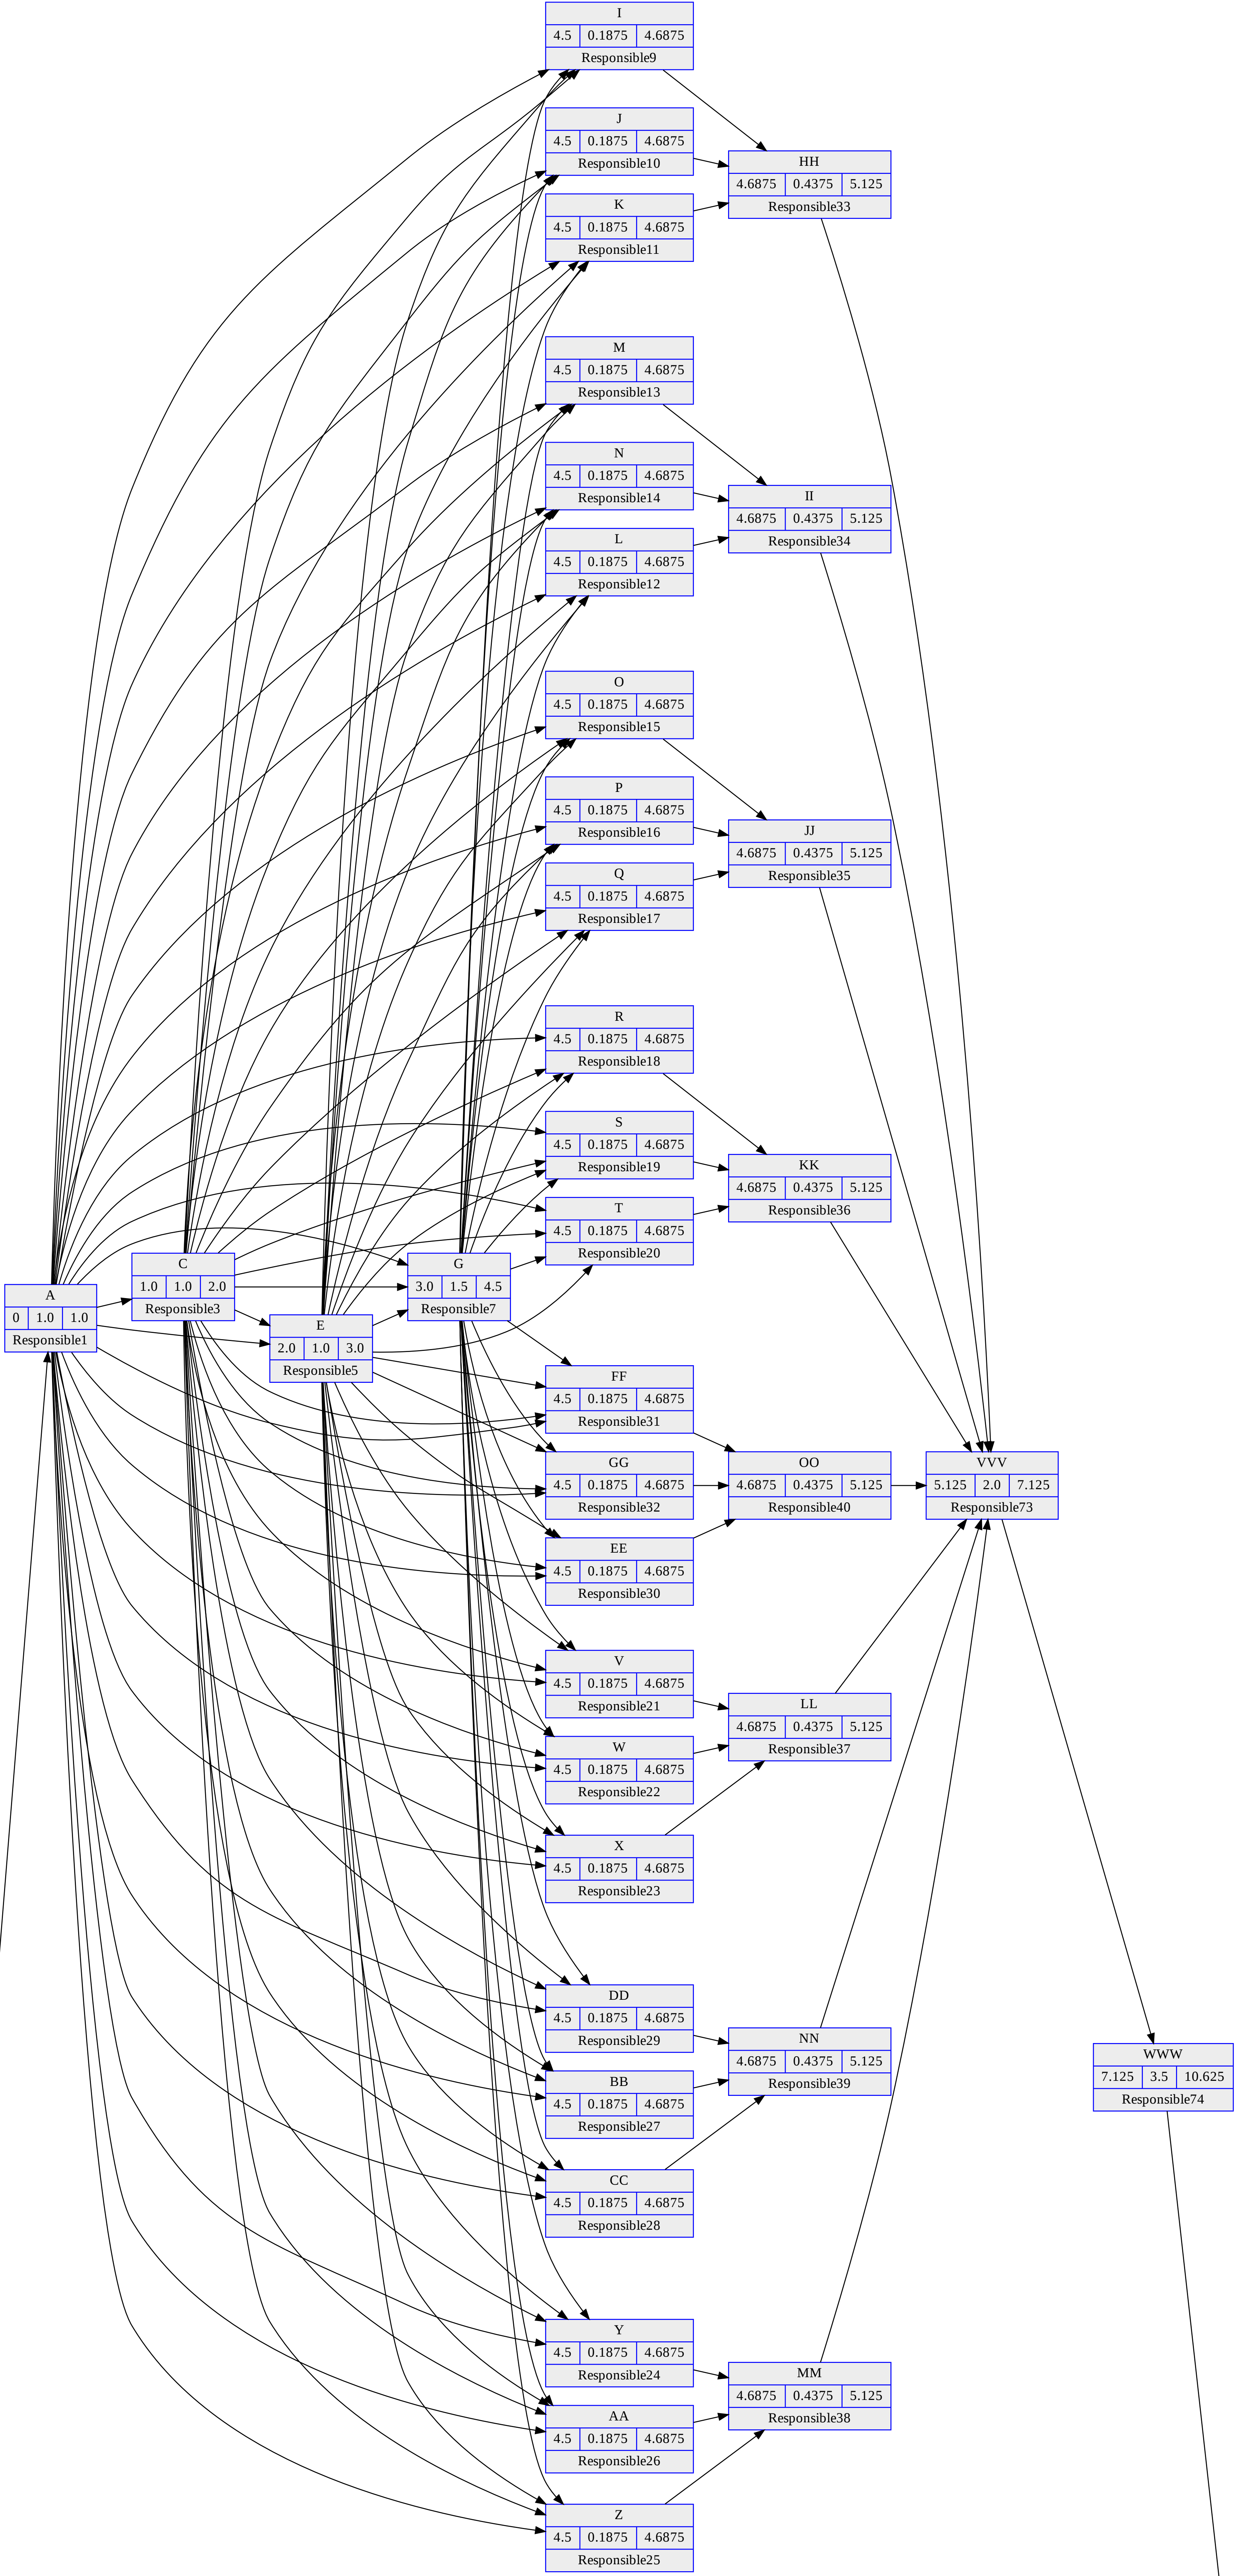 I
4.5 0.1875 4.6875
Responsible9
J
4.5 0.1875 4.6875
Responsible10
K
4.5 0.1875 4.6875
Responsible11
HH
4.6875 0.4375 5.125
Responsible33
M
4.5 0.1875 4.6875
Responsible13
N
4.5 0.1875 4.6875
Responsible14
L
4.5 0.1875 4.6875
Responsible12
II
4.6875 0.4375 5.125
Responsible34
O
4.5 0.1875 4.6875
Responsible15
P
4.5 0.1875 4.6875
Responsible16
Q
4.5 0.1875 4.6875
Responsible17
JJ
4.6875 0.4375 5.125
Responsible35
R
4.5 0.1875 4.6875
Responsible18
S
4.5 0.1875 4.6875
Responsible19
T
4.5 0.1875 4.6875
Responsible20
KK
4.6875 0.4375 5.125
Responsible36
A
0 1.0 1.0
Responsible1
C
1.0 1.0 2.0
Responsible3
E
2.0 1.0 3.0
Responsible5
G
3.0 1.5 4.5
Responsible7
FF
4.5 0.1875 4.6875
Responsible31
GG
4.5 0.1875 4.6875
Responsible32
EE
4.5 0.1875 4.6875
Responsible30
OO
4.6875 0.4375 5.125
Responsible40
VVV
5.125 2.0 7.125
Responsible73
V
4.5 0.1875 4.6875
Responsible21
W
4.5 0.1875 4.6875
Responsible22
X
4.5 0.1875 4.6875
Responsible23
LL
4.6875 0.4375 5.125
Responsible37
DD
4.5 0.1875 4.6875
Responsible29
BB
4.5 0.1875 4.6875
Responsible27
CC
4.5 0.1875 4.6875
Responsible28
NN
4.6875 0.4375 5.125
Responsible39
WWW
7.125 3.5 10.625
Responsible74
Y
4.5 0.1875 4.6875
Responsible24
AA
4.5 0.1875 4.6875
Responsible26
Z
4.5 0.1875 4.6875
Responsible25
MM
4.6875 0.4375 5.125
Responsible38